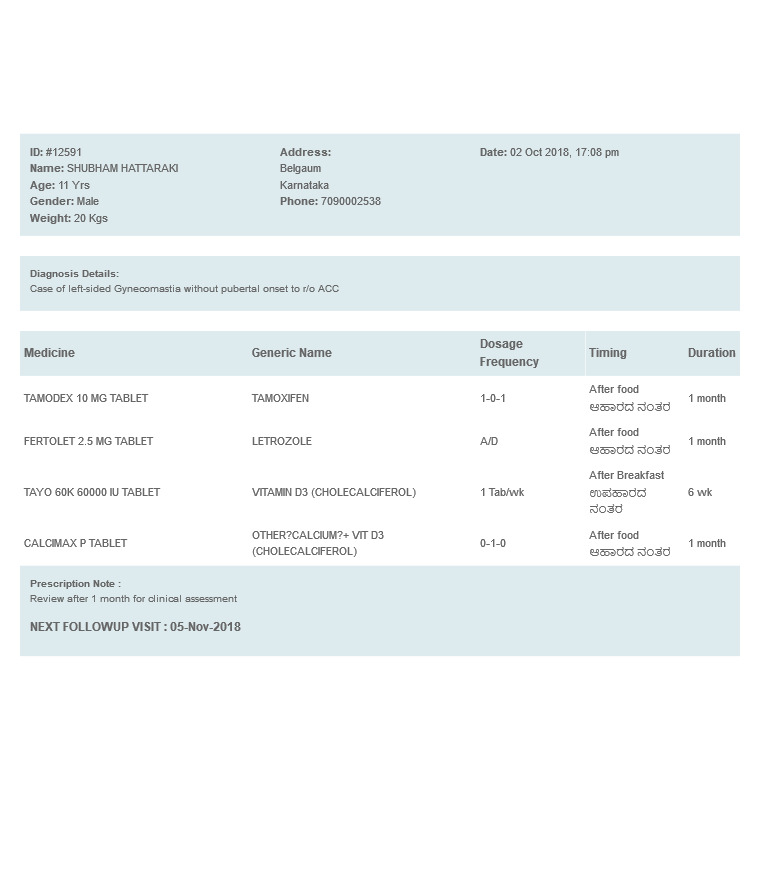 ID: #12591
Name: SHUBHAM HATTARAKI
Age: 11 Yrs
Gender: Male
Weight: 20 Kgs
Address:
Belgaum
Karnataka
Phone: 7090002538
Date: 02 Oct 2018, 17:08 pm
Diagnosis Details:
Case of left-sided Gynecomastia without pubertal onset to r/o ACC
Medicine Generic Name Dosage Frequency Timing Duration
TAMODEX 10 MG TABLET TAMOXIFEN 1-0-1 After food ಆಹಾರದ ನಂತರ 1 month
FERTOLET 2.5 MG TABLET LETROZOLE A/D After food ಆಹಾರದ ನಂತರ 1 month
TAYO 60K 60000 IU TABLET VITAMIN D3 (CHOLECALCIFEROL) 1 Tab/wk After Breakfast ಉಪಹಾರದ ನಂತರ 6 wk
CALCIMAX P TABLET OTHER?CALCIUM?+ VIT D3 (CHOLECALCIFEROL) 0-1-0 After food ಆಹಾರದ ನಂತರ 1 month
Prescription Note :
Review after 1 month for clinical assessment
NEXT FOLLOWUP VISIT : 05-Nov-2018